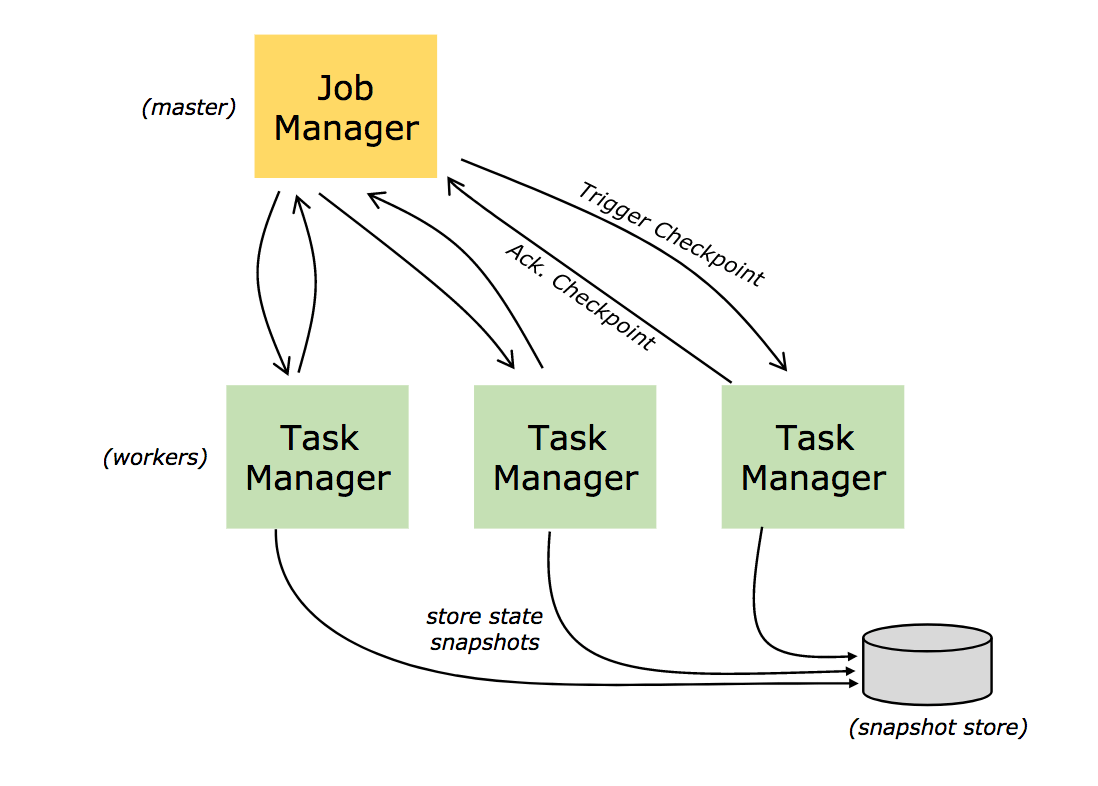 Job
Manager
(master)
Trigger Checkpoint
Ack. Checkpoint
Task
Manager
Task
Manager
Task
Manager
(workers)
store state
snapshots
(snapshot store)